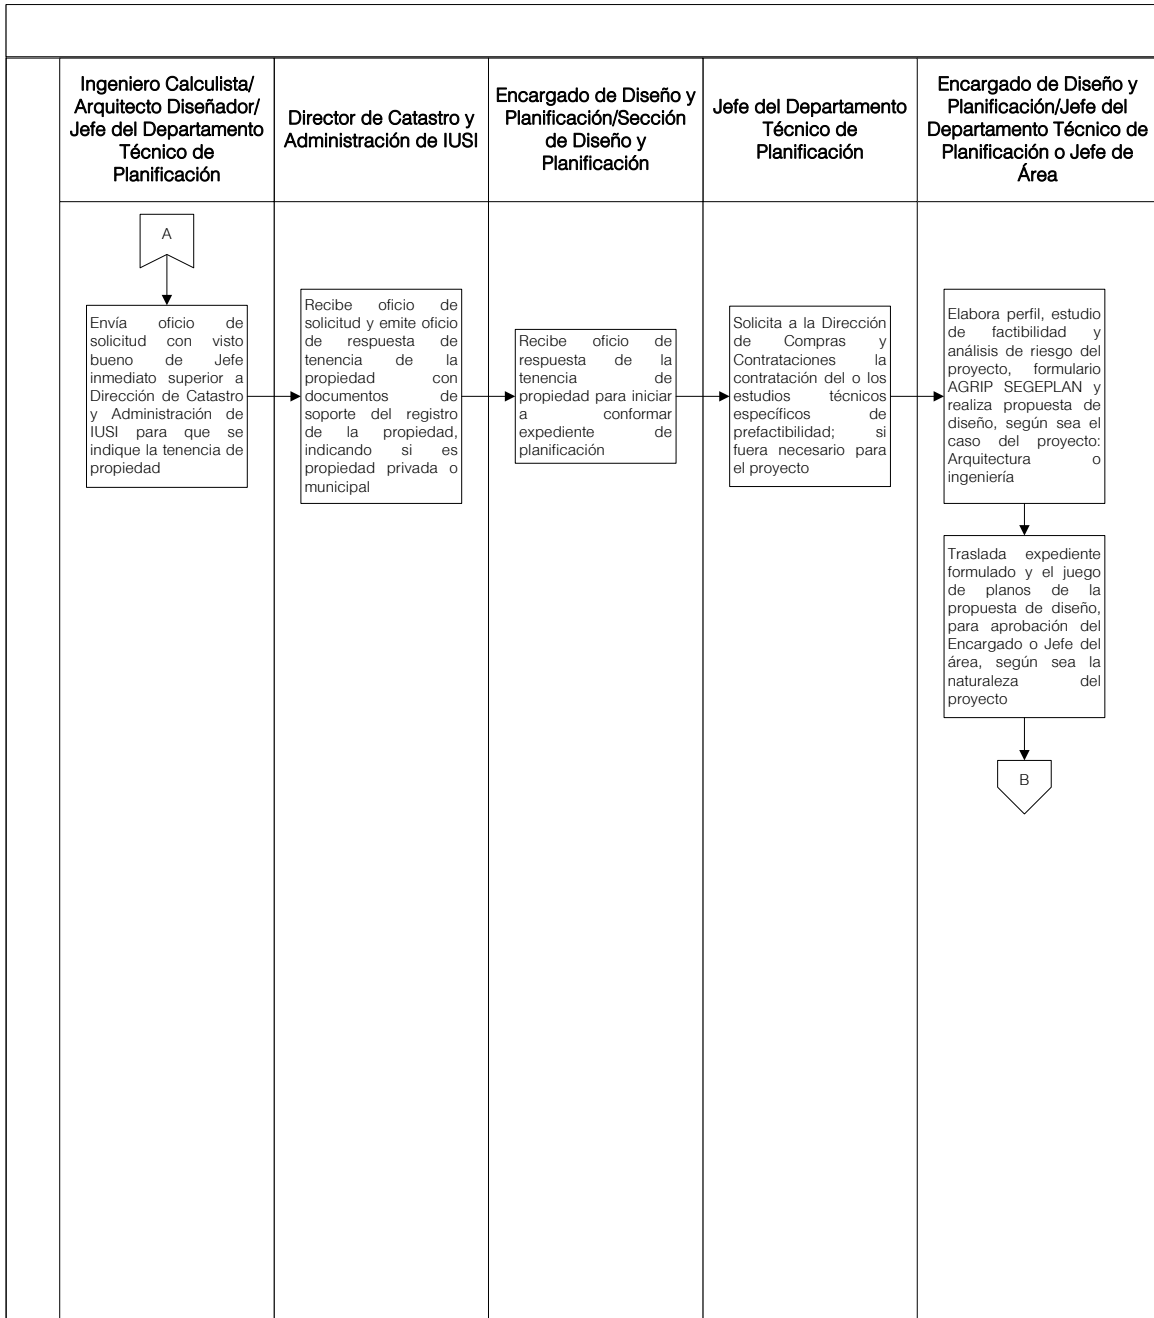 Ingeniero Calculista/
Arquitecto Diseñador/
Jefe del Departamento
Técnico de
Planificación
Director de Catastro y
Administración de IUSI
Encargado de Diseño y
Planificación/Sección
de Diseño y
Planificación
Jefe del Departamento
Técnico de
Planificación
Encargado de Diseño y
Planificación/Jefe del
Departamento Técnico de
Planificación o Jefe de
Área
A
Envía oficio de
solicitud con visto
bueno de Jefe
inmediato superior a
Dirección de Catastro
y Administración de
IUSI para que se
indique la tenencia de
propiedad
Recibe oficio de
solicitud y emite oficio
de respuesta de
tenencia de la
propiedad con
documentos de
soporte del registro
de la propiedad,
indicando si es
propiedad privada o
municipal
Recibe oficio de
respuesta de la
tenencia de
propiedad para iniciar
a conformar
expediente de
planificación
Solicita a la Dirección
de Compras y
Contrataciones la
contratación del o los
estudios técnicos
específicos de
prefactibilidad; si
fuera necesario para
el proyecto
Elabora perfil, estudio
de factibilidad y
análisis de riesgo del
proyecto, formulario
AGRIP SEGEPLAN y
realiza propuesta de
diseño, según sea el
caso del proyecto:
Arquitectura o
ingeniería
Traslada expediente
formulado y el juego
de planos de la
propuesta de diseño,
para aprobación del
Encargado o Jefe del
área, según sea la
naturaleza del
proyecto
B